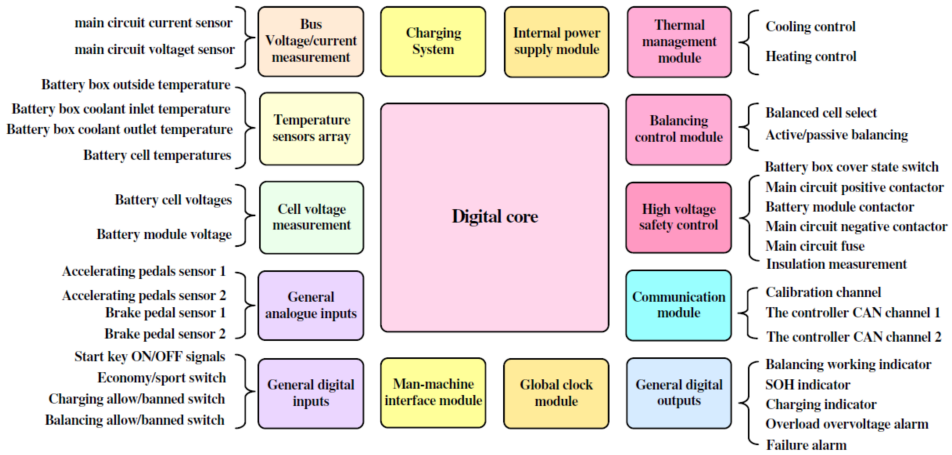 main circuit current sensor
main circuit voltaget sensor
Bus
Voltage/current
measurement
Charging
System
Internal power
supply module
Thermal
management
module
Cooling control
Heating control
Battery box outside temperature
Battery box coolant inlet temperature
Battery box coolant outlet temperature
Battery cell temperatures
Temperature
sensors array
Balancing
control module
Balanced cell select
Active/passive balancing
Battery cell voltages
Battery module voltage
Cell voltage
measurement
Digital core
High voltage
safety control
Battery box cover state switch
Main circuit positive contactor
Battery module contactor
Main circuit negative contactor
Main circuit fuse
Insulation measurement
Accelerating pedals sensor 1
Accelerating pedals sensor 2
Brake pedal sensor 1
Brake pedal sensor 2
General
analogue inputs
Communication
module
Calibration channel
The controller CAN channel 1
The controller CAN channel 2
Start key ON/OFF signals
Economy/sport switch
Charging allow/banned switch
Balancing allow/banned switch
General digital
inputs
Man-machine
interface module
Global clock
module
General digital
outputs
Balancing working indicator
SOH indicator
Charging indicator
Overload overvoltage alarm
Failure alarm